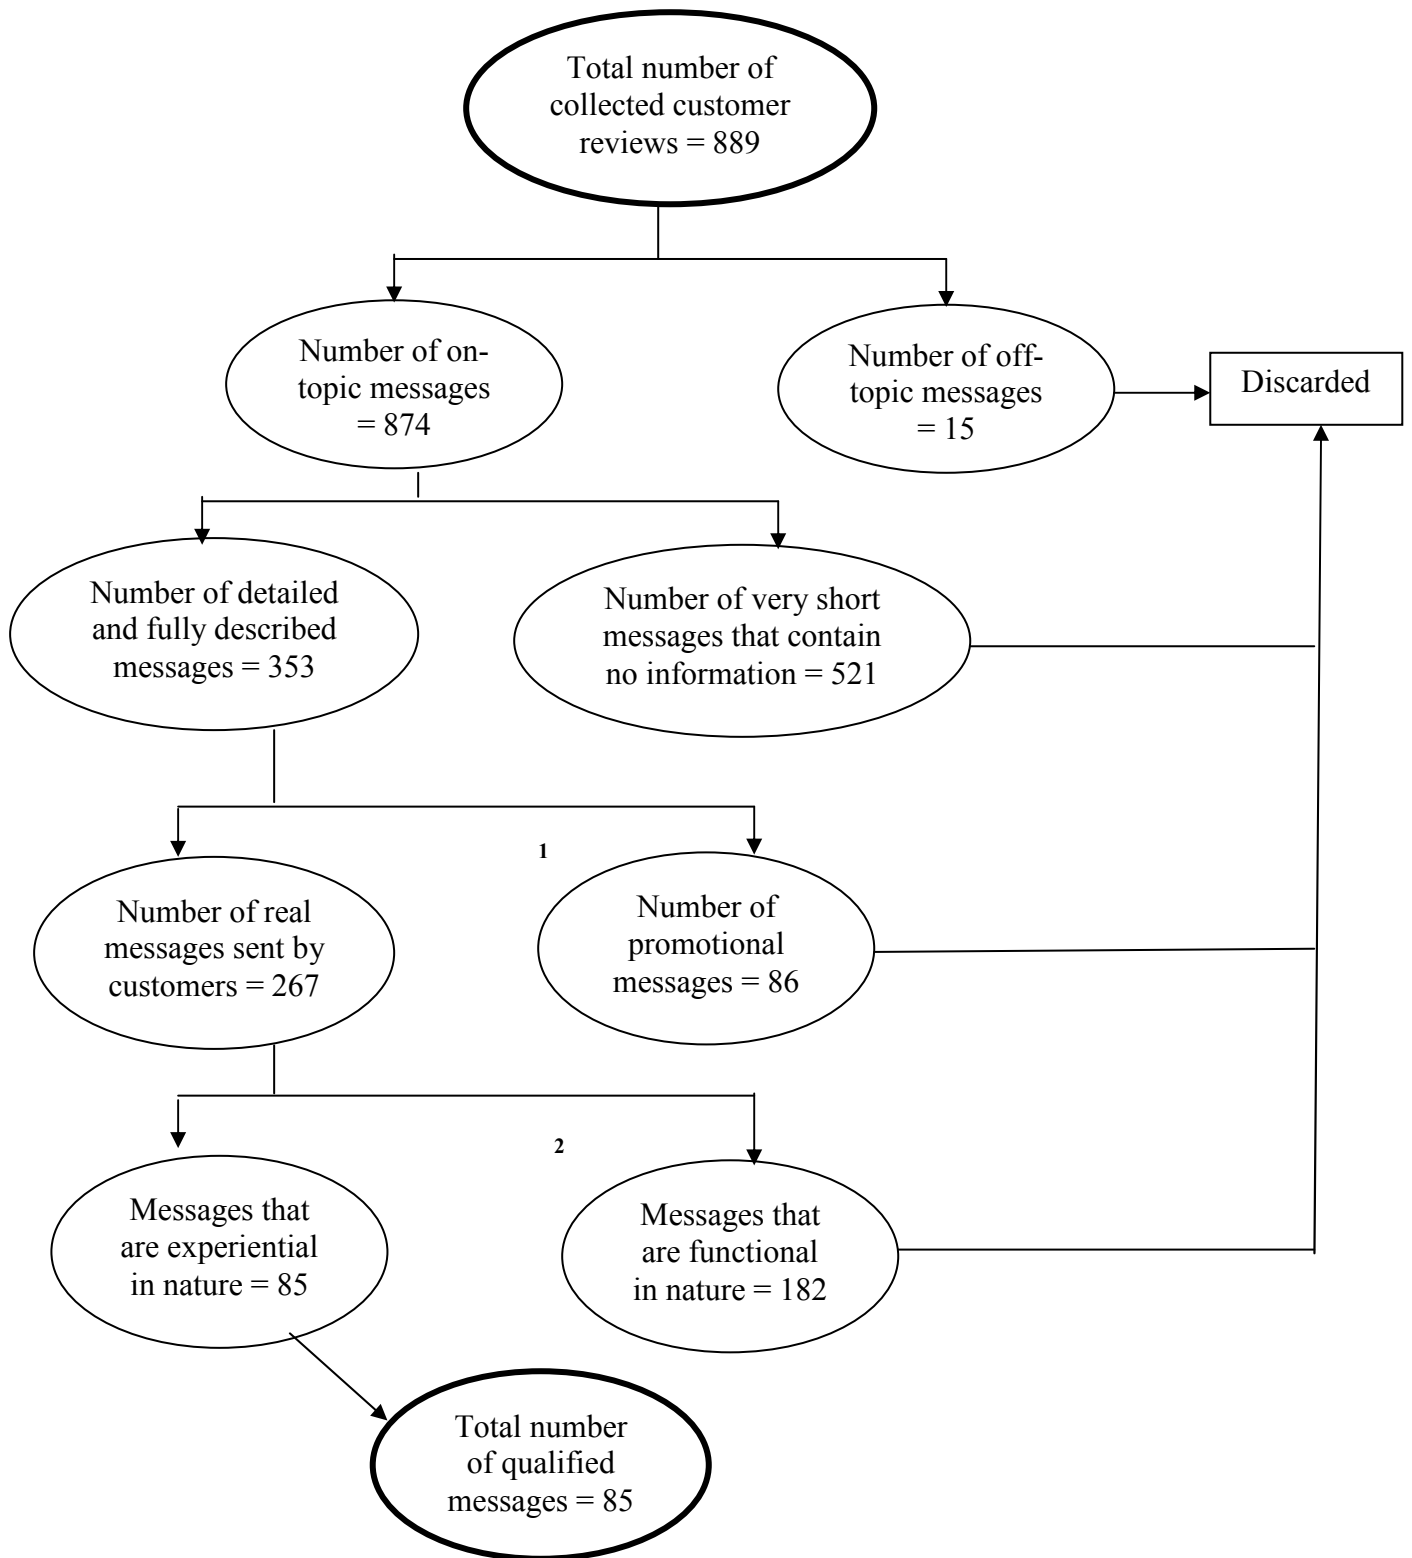 Total number of
collected customer
reviews = 889
Number of on-
topic messages
= 874
Number of off-
topic messages
= 15
Discarded
Number of detailed
and fully described
messages = 353
Number of very short
messages that contain
no information = 521
Number of real
messages sent by
customers = 267
1
Number of
promotional
messages = 86
Messages that
are experiential
in nature = 85
2
Messages that
are functional
in nature = 182
Total number
of qualified
messages = 85